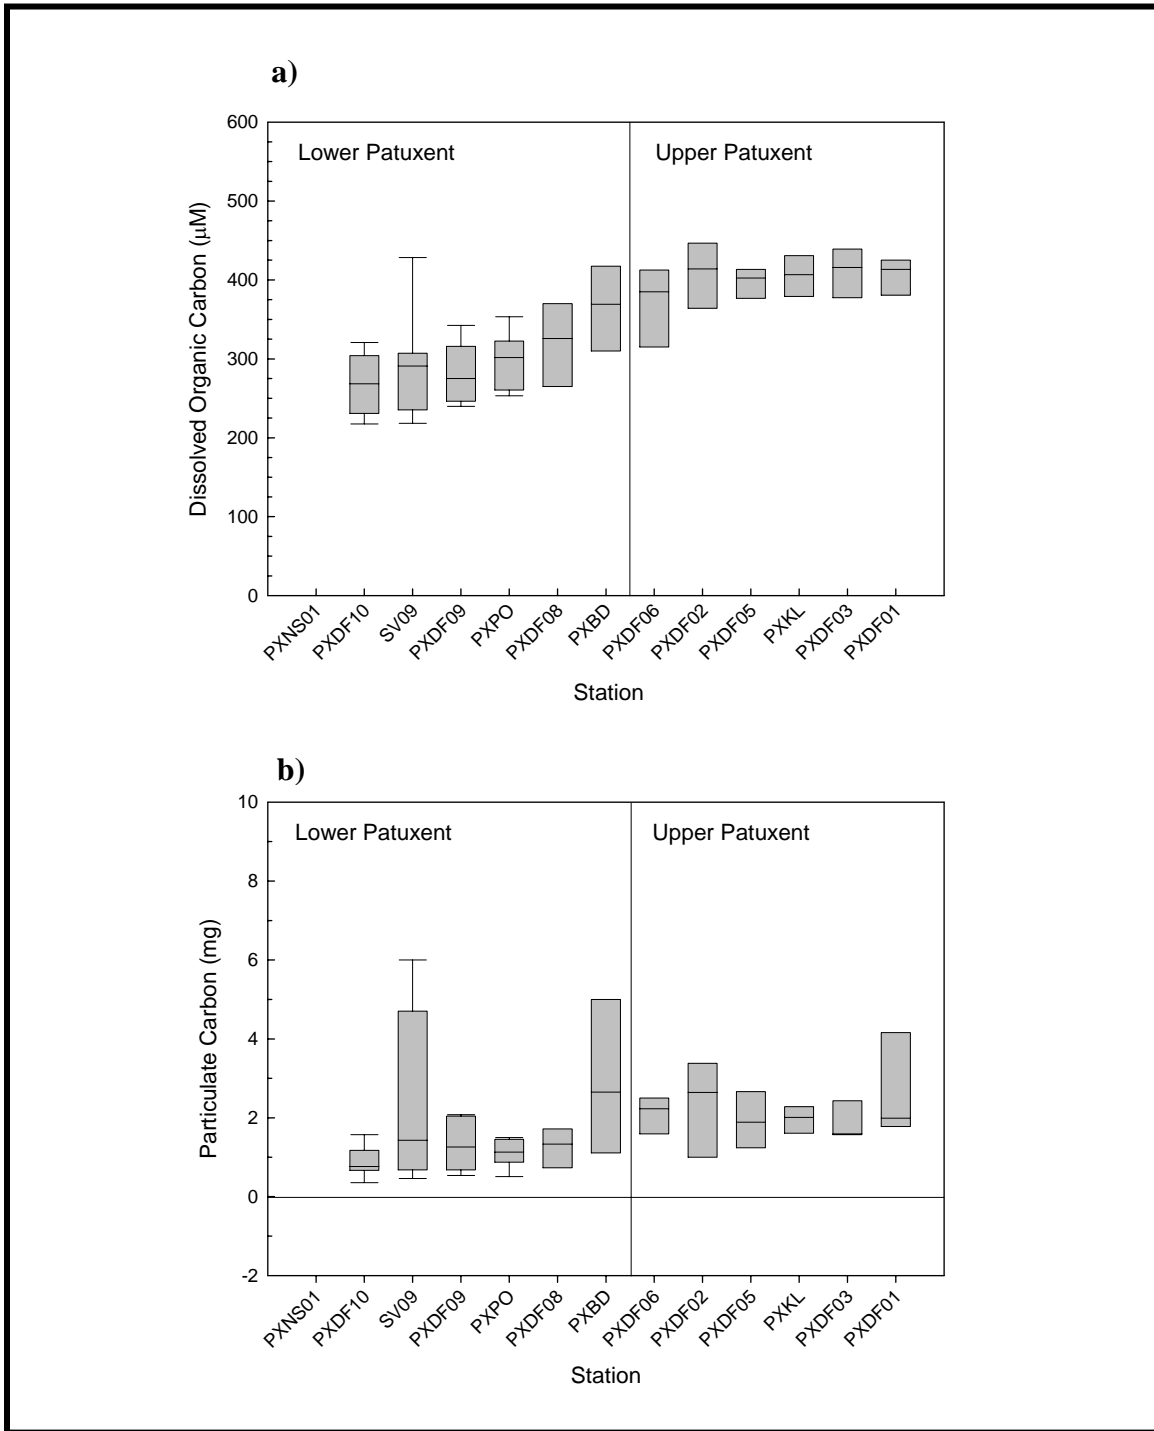 a)
600
500
400
300
200
100
0
Dissolved Organic Carbon (μM)
Lower Patuxent
Upper Patuxent
PXNS01
PXDF10
SV09
PXDF09
PXPO
PXDF08
PXBD
PXDF06
PXDF02
PXDF05
PXKL
PXDF03
PXDF01
Station
b)
10
8
6
4
2
0
-2
Particulate Carbon (mg)
Lower Patuxent
Upper Patuxent
PXNS01
PXDF10
SV09
PXDF09
PXPO
PXDF08
PXBD
PXDF06
PXDF02
PXDF05
PXKL
PXDF03
PXDF01
Station